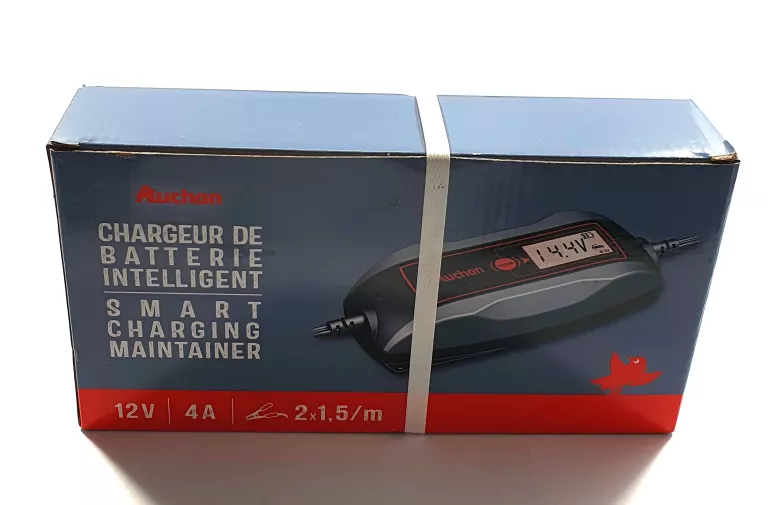 Auchan
CHARGEUR DE
BATTERIE
INTELLIGENT
SMART
CHARGING
MAINTAINER
Auchan
14.4V
12V 4A 2x1,5/m